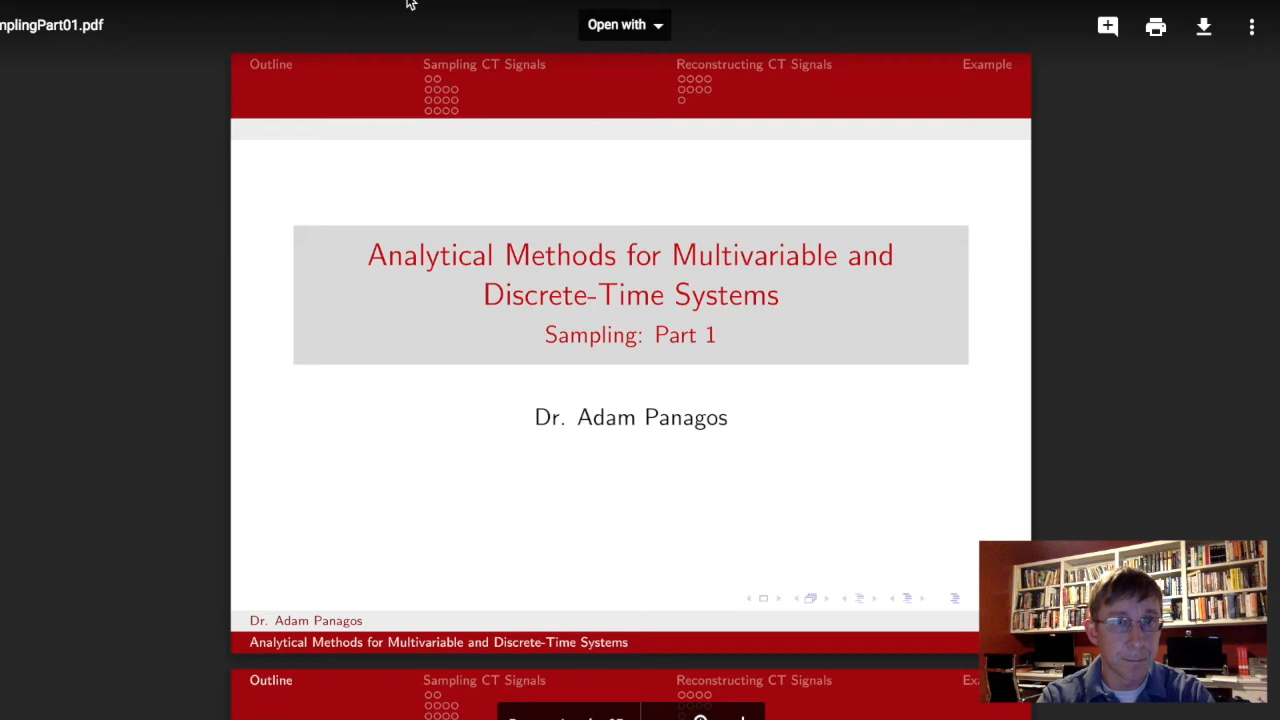 mplingPart01.pdf
Open with
Outline
Sampling CT Signals
Reconstructing CT Signals
Example
Analytical Methods for Multivariable and
Discrete-Time Systems
Sampling: Part 1
Dr. Adam Panagos
Dr. Adam Panagos
Analytical Methods for Multivariable and Discrete-Time Systems
Outline
Sampling CT Signals
Reconstructing CT Signals
Exa